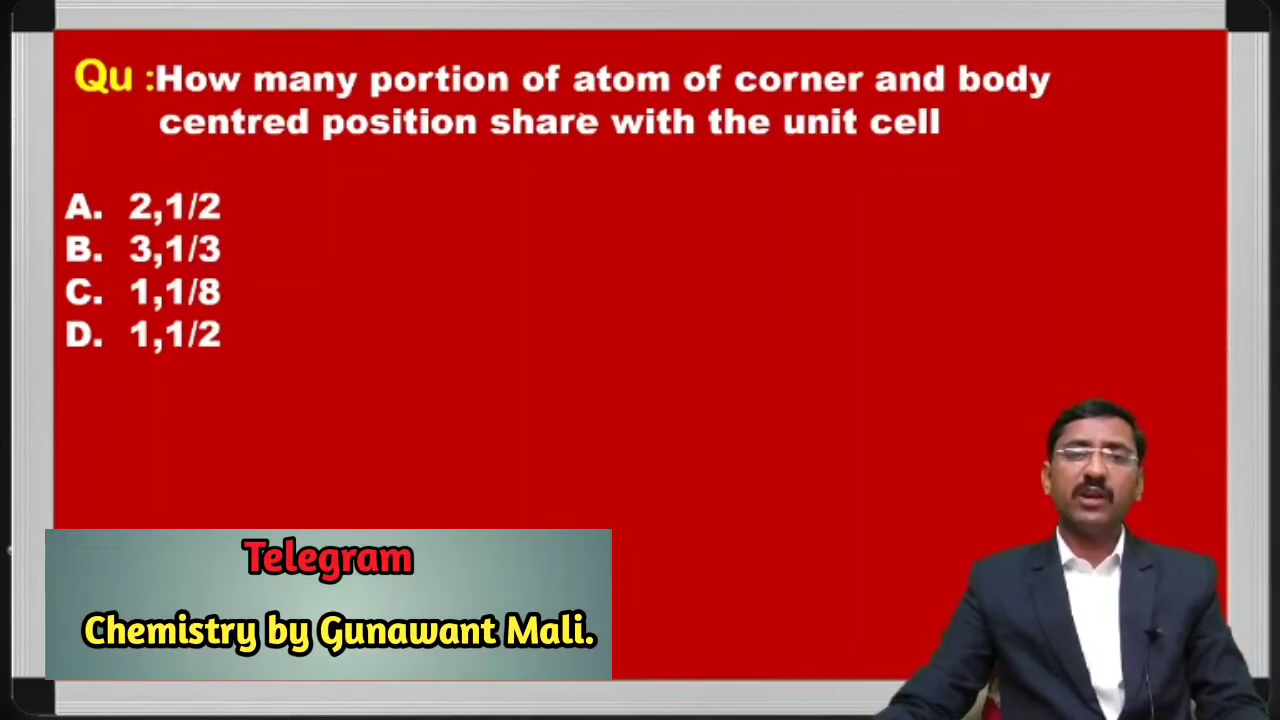 Qu :How many portion of atom of corner and body
centred position share with the unit cell
A. 2,1/2
B. 3,1/3
C. 1,1/8
D. 1,1/2
Telegram
Chemistry by Gunawant Mali.